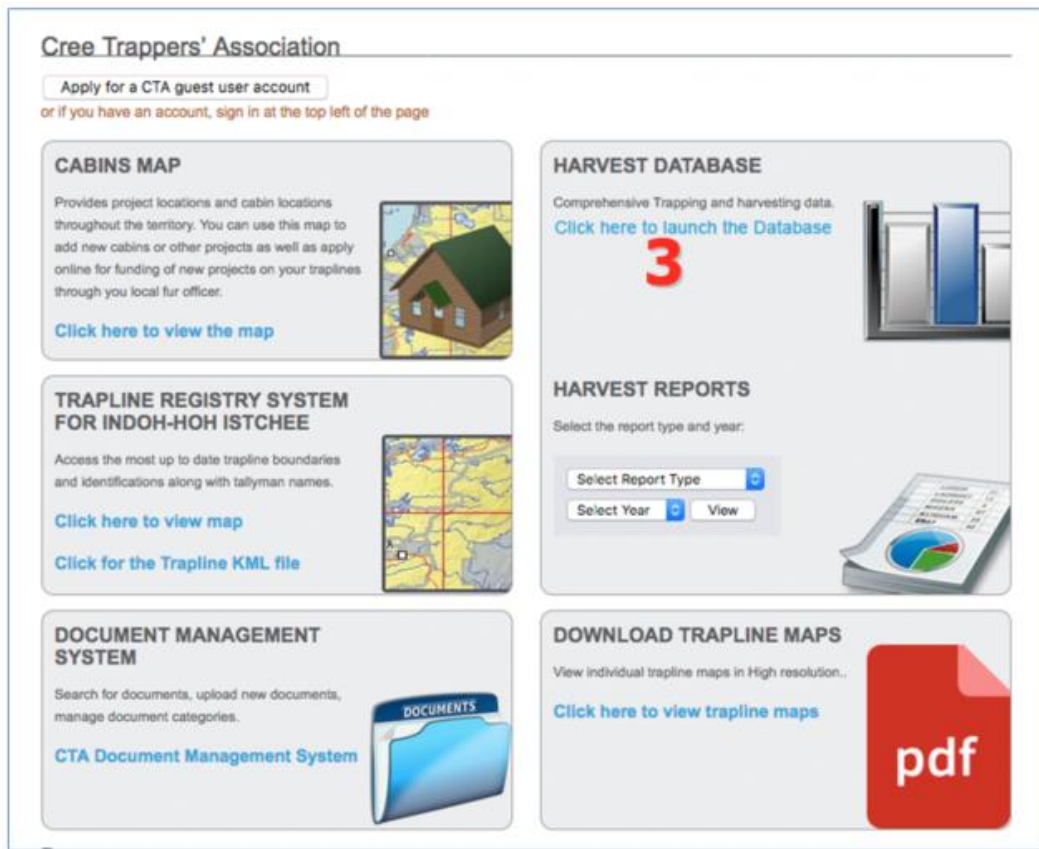 Cree Trappers' Association
Apply for a CTA guest user account
or if you have an account, sign in at the top left of the page
CABINS MAP
Provides project locations and cabin locations
throughout the territory. You can use this map to
add new cabins or other projects as well as apply
online for funding of new projects on your traplines
through you local fur officer.
Click here to view the map
TRAPLINE REGISTRY SYSTEM
FOR INDOH-HOH ISTCHEE
Access the most up to date trapline boundaries
and identifications along with tallyman names.
Click here to view map
Click for the Trapline KML file
DOCUMENT MANAGEMENT
SYSTEM
Search for documents, upload new documents,
manage document categories.
CTA Document Management System
DOCUMENTS
HARVEST DATABASE
Comprehensive Trapping and harvesting data.
Click here to launch the Database
3
HARVEST REPORTS
Select the report type and year:
Select Report Type
Select Year View
DOWNLOAD TRAPLINE MAPS
View individual trapline maps in High resolution..
Click here to view trapline maps
pdf